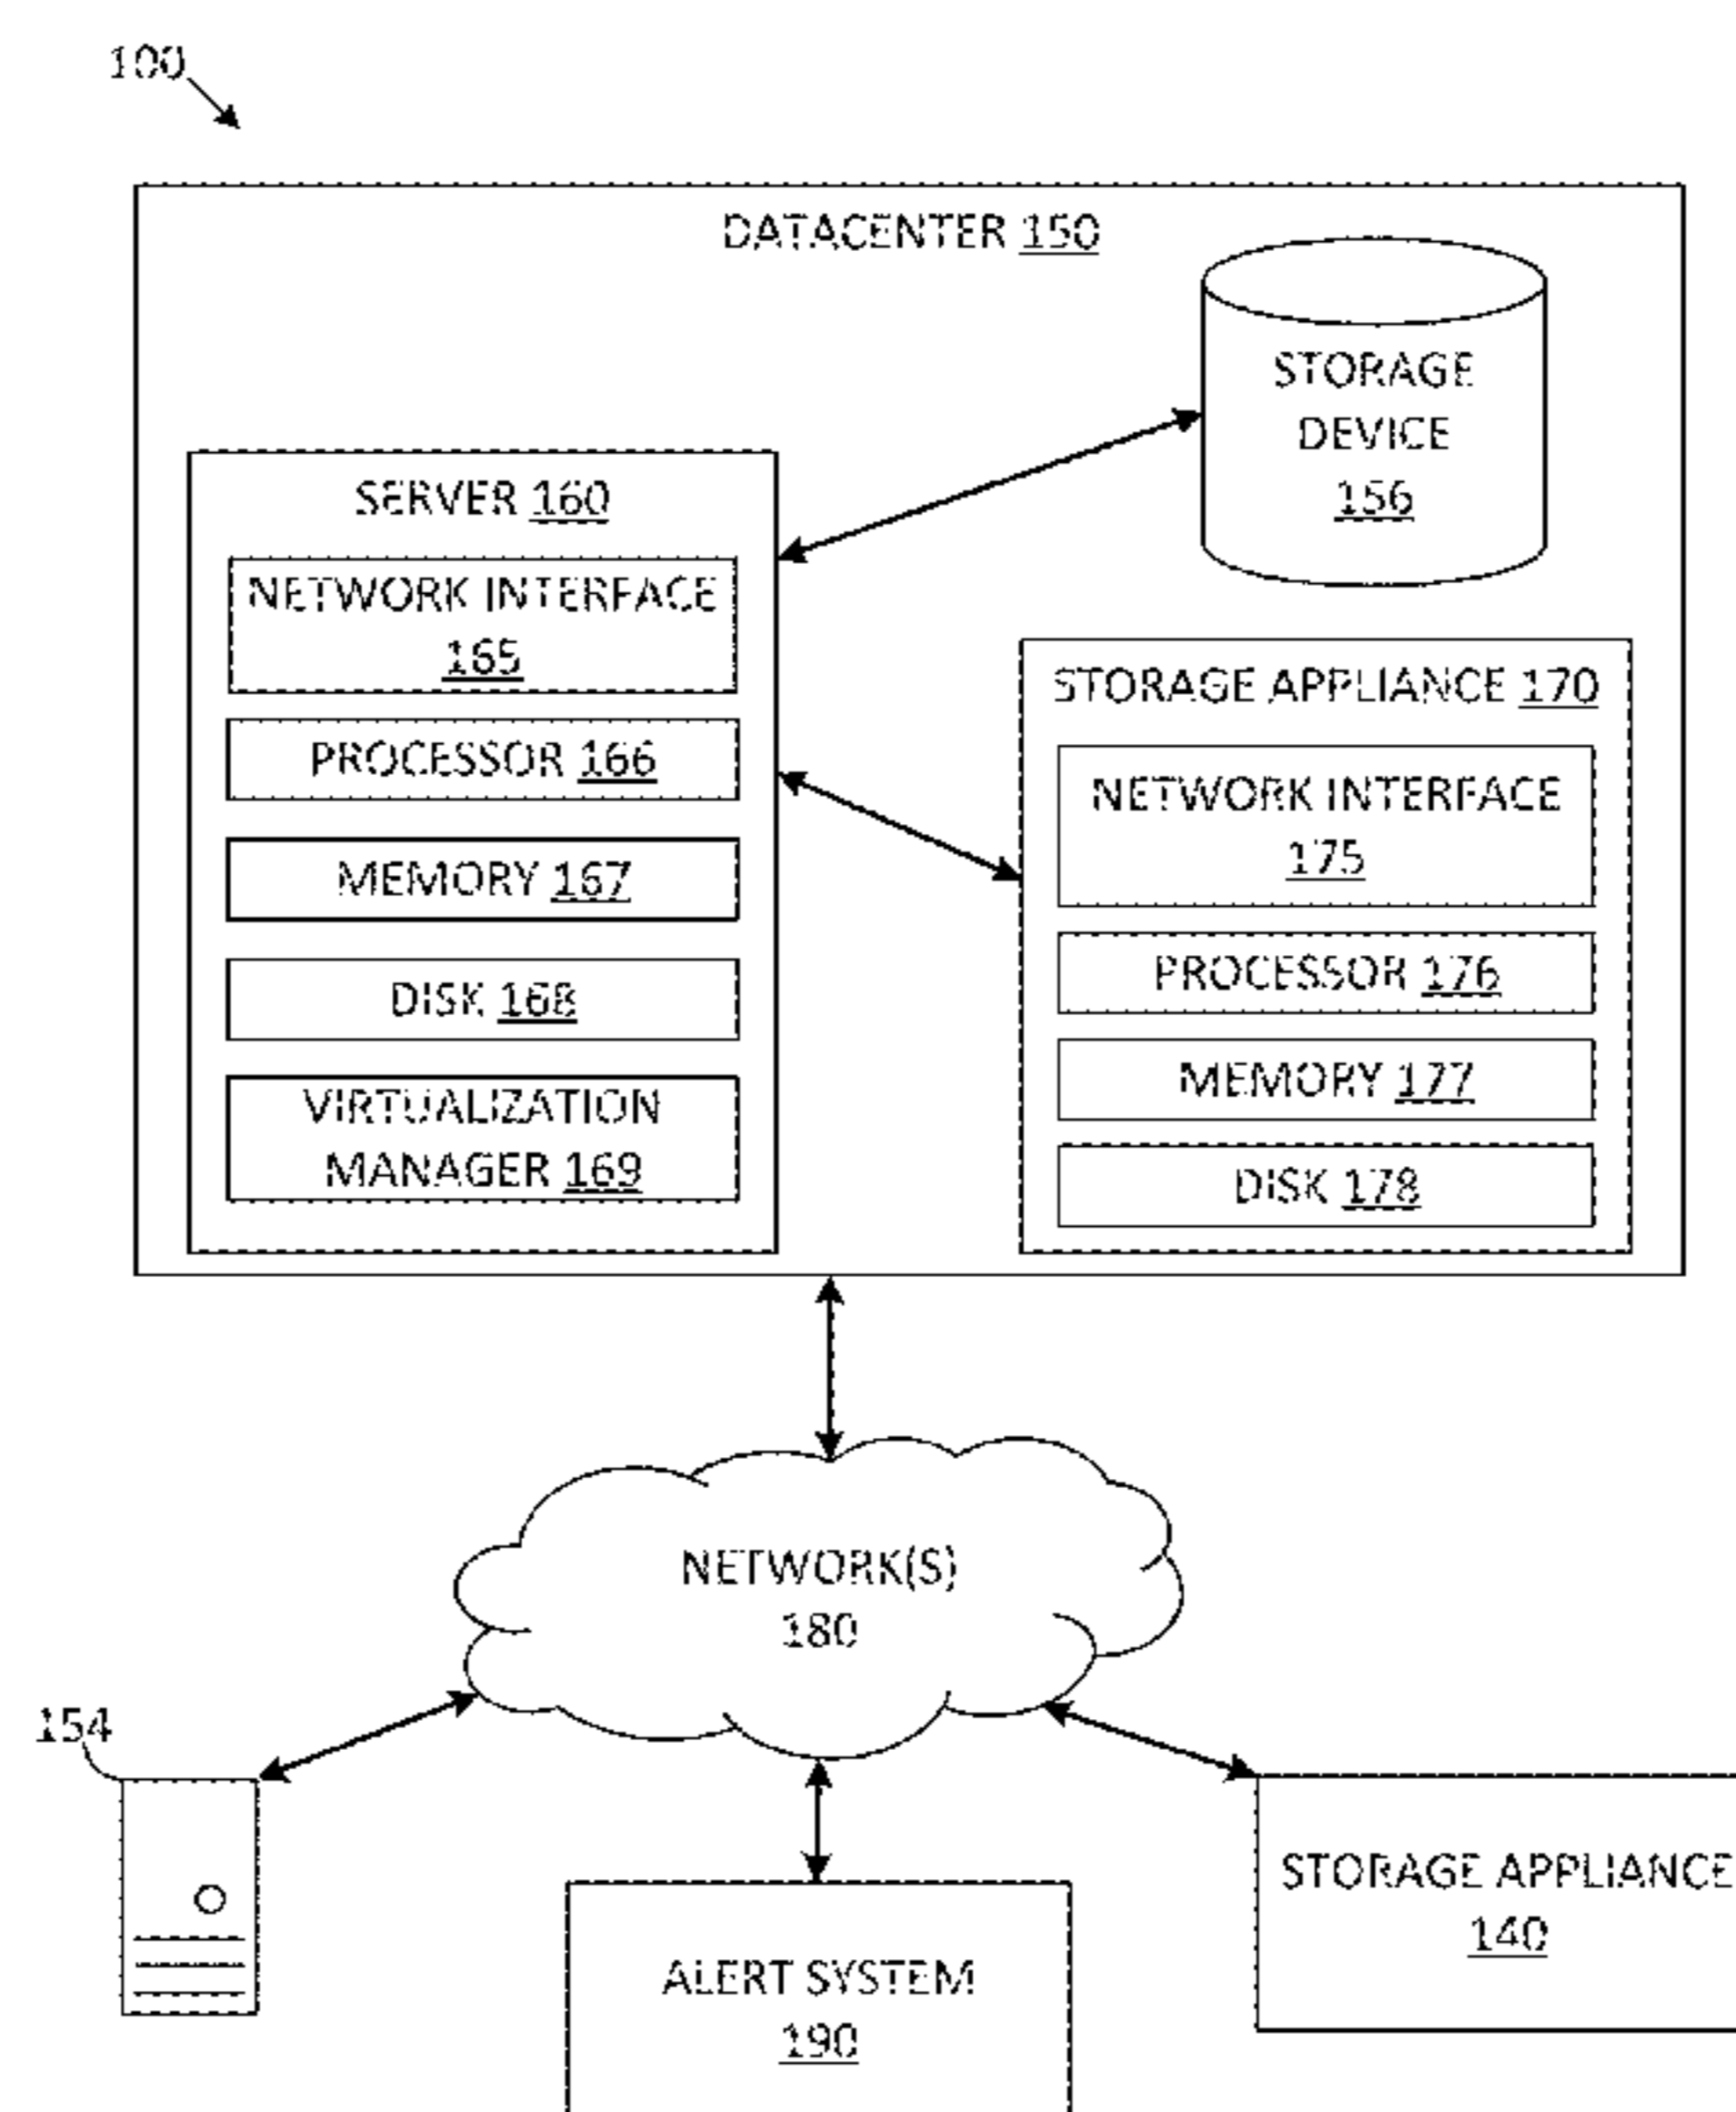 100
DATACENTER 150
STORAGE
DEVICE
156
SERVER 160
NETWORK INTERFACE
165
PROCESSOR 166
MEMORY 167
DISK 168
VIRTUALIZATION
MANAGER 169
STORAGE APPLIANCE 170
NETWORK INTERFACE
175
PROCESSOR 176
MEMORY 177
DISK 178
NETWORK(S)
180
154
ALERT SYSTEM
190
STORAGE APPLIANCE
140